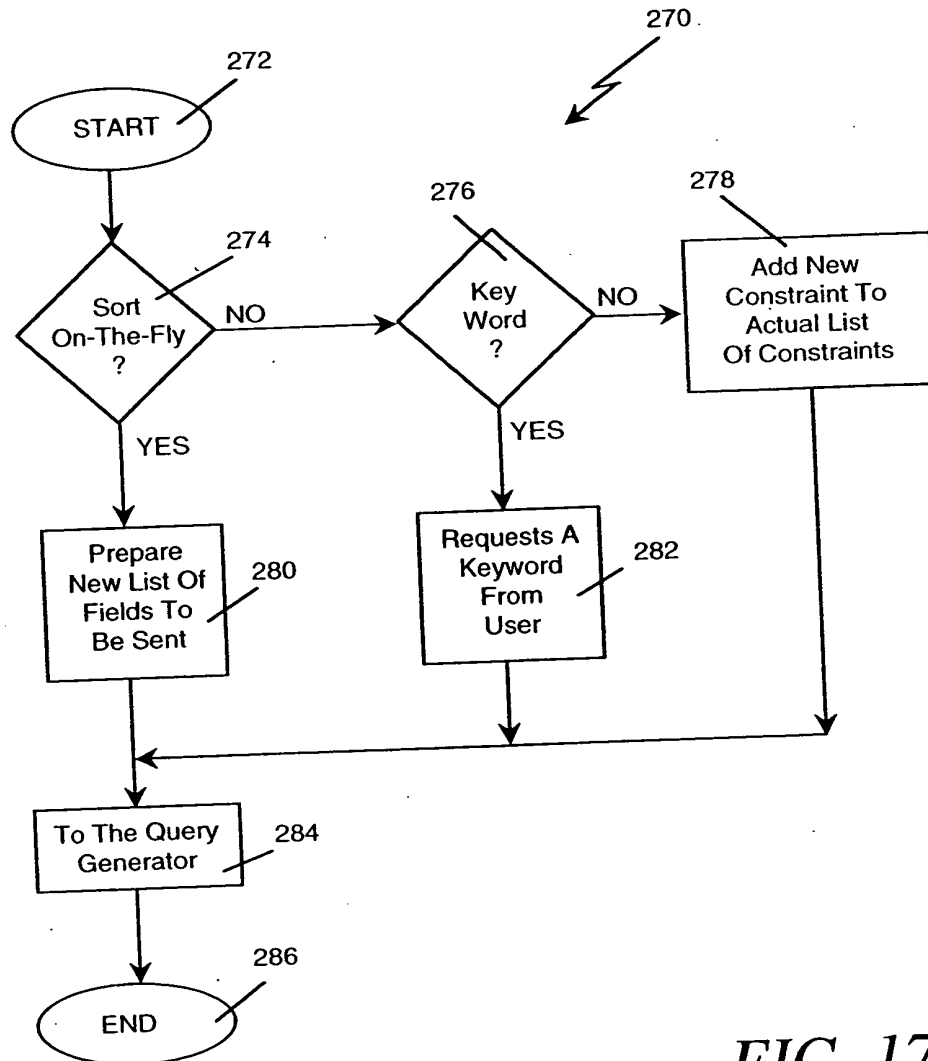 270
272
START
274
Sort
On-The-Fly
?
NO
YES
276
Key
Word
?
NO
YES
278
Add New
Constraint To
Actual List
Of Constraints
Prepare
New List Of
Fields To
Be Sent
280
Requests A
Keyword
From
User
282
To The Query
Generator
284
END
286
FIG. 17